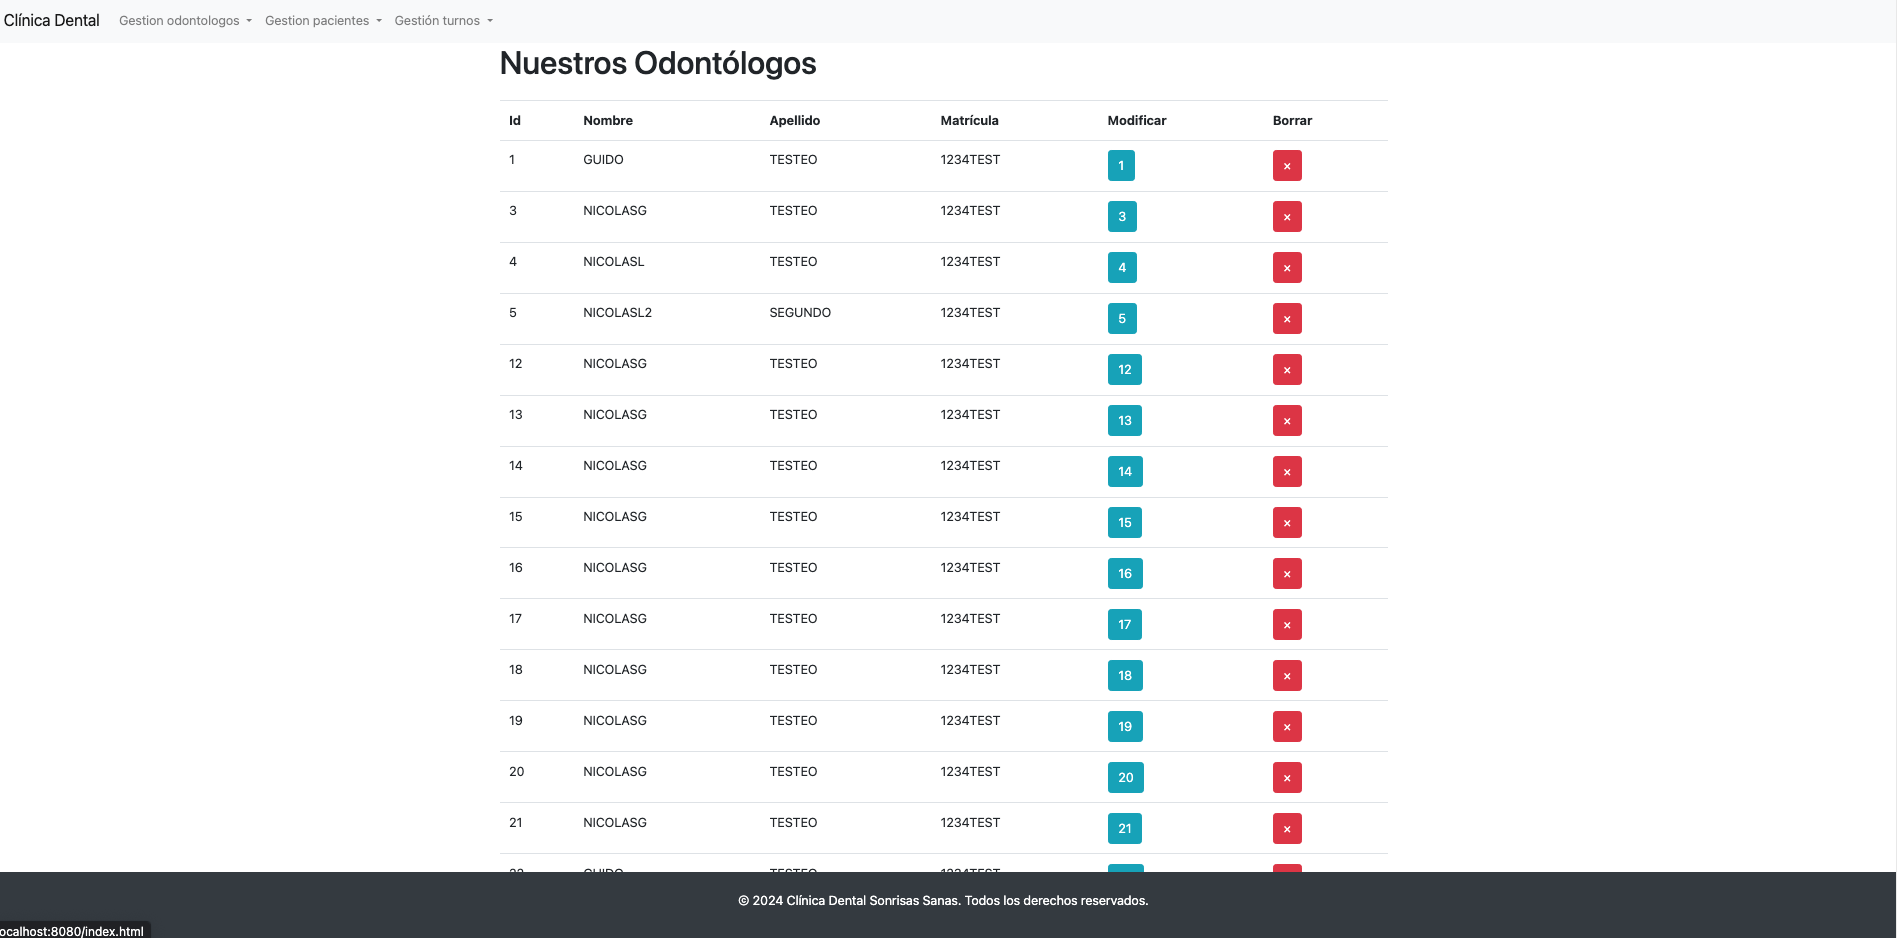 Clínica Dental Gestion odontologos Gestion pacientes Gestión turnos
Nuestros Odontólogos
Id Nombre Apellido Matrícula Modificar Borrar
1 GUIDO TESTEO 1234TEST 1 ×
3 NICOLASG TESTEO 1234TEST 3 ×
4 NICOLASL TESTEO 1234TEST 4 ×
5 NICOLASL2 SEGUNDO 1234TEST 5 ×
12 NICOLASG TESTEO 1234TEST 12 ×
13 NICOLASG TESTEO 1234TEST 13 ×
14 NICOLASG TESTEO 1234TEST 14 ×
15 NICOLASG TESTEO 1234TEST 15 ×
16 NICOLASG TESTEO 1234TEST 16 ×
17 NICOLASG TESTEO 1234TEST 17 ×
18 NICOLASG TESTEO 1234TEST 18 ×
19 NICOLASG TESTEO 1234TEST 19 ×
20 NICOLASG TESTEO 1234TEST 20 ×
21 NICOLASG TESTEO 1234TEST 21 ×
22 GUIDO TESTEO 1234TEST
© 2024 Clínica Dental Sonrisas Sanas. Todos los derechos reservados.
ocalhost:8080/index.html